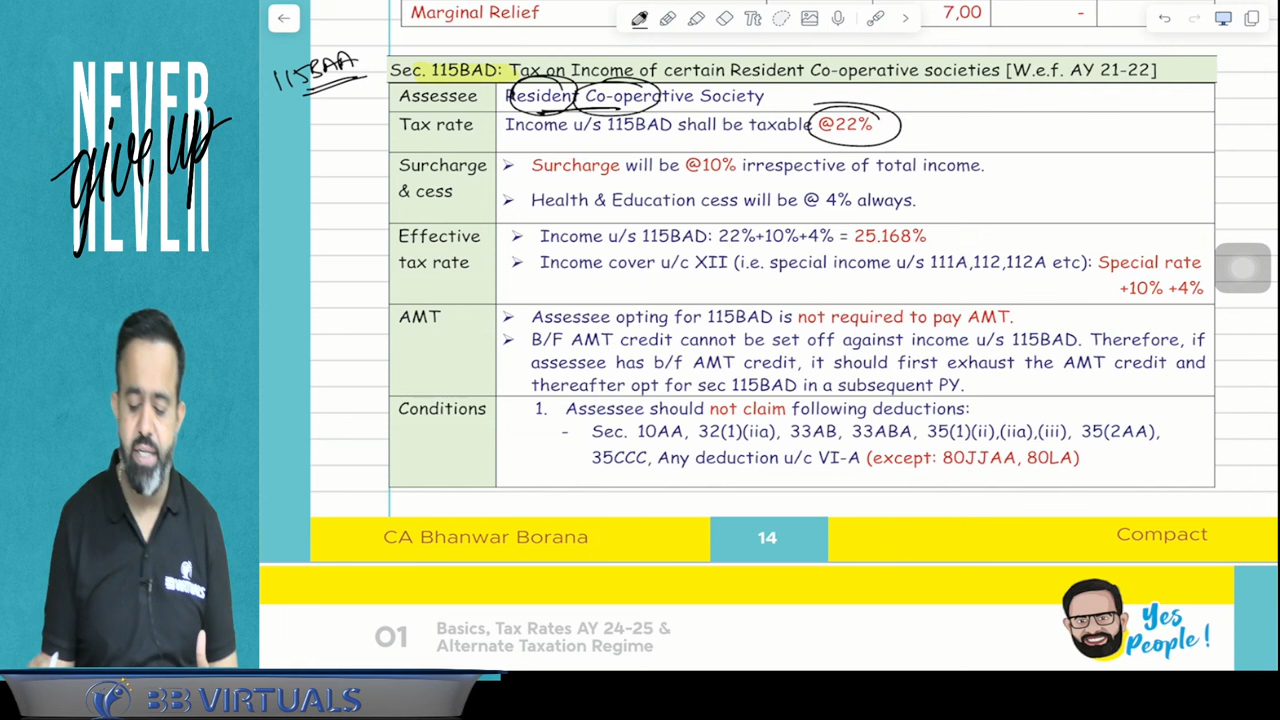 Marginal Relief 7,00 -
Tt
NEVER
give up
NEVER
115BAA
Sec. 115BAD: Tax on Income of certain Resident Co-operative societies [W.e.f. AY 21-22]
Assessee Resident Co-operative Society
Tax rate Income u/s 115BAD shall be taxable @22%
Surcharge & cess
➢ Surcharge will be @10% irrespective of total income.
➢ Health & Education cess will be @ 4% always.
Effective tax rate
➢ Income u/s 115BAD: 22%+10%+4% = 25.168%
➢ Income cover u/c XII (i.e. special income u/s 111A,112,112A etc): Special rate
+10% +4%
AMT ➢ Assessee opting for 115BAD is not required to pay AMT.
➢ B/F AMT credit cannot be set off against income u/s 115BAD. Therefore, if
assessee has b/f AMT credit, it should first exhaust the AMT credit and
thereafter opt for sec 115BAD in a subsequent PY.
Conditions 1. Assessee should not claim following deductions:
- Sec. 10AA, 32(1)(iia), 33AB, 33ABA, 35(1)(ii),(iia),(iii), 35(2AA),
35CCC, Any deduction u/c VI-A (except: 80JJAA, 80LA)
CA Bhanwar Borana 14 Compact
01 Basics, Tax Rates AY 24-25 &
Alternate Taxation Regime
Yes
People !
BB VIRTUALS
BB VIRTUALS